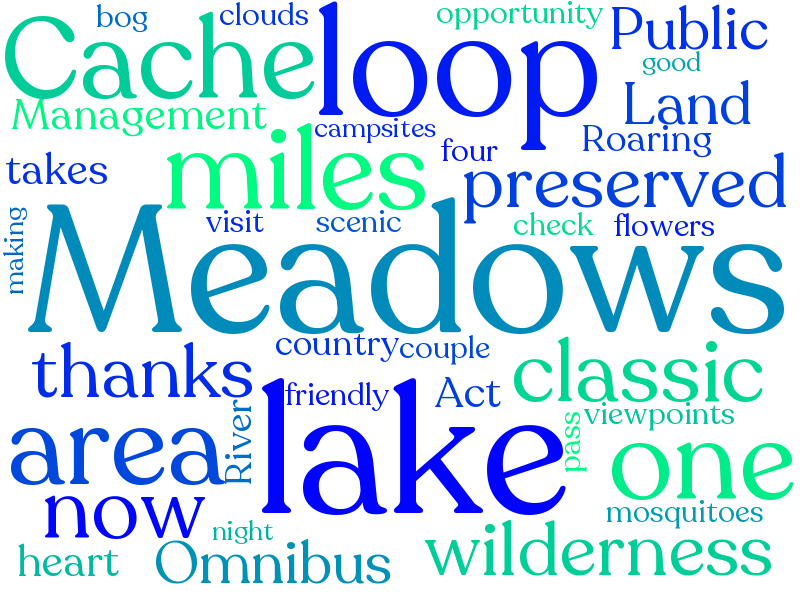 bog
clouds
opportunity
Public
Cache
loop
good
Management
campsites
Land
Roaring
takes
miles
four
preserved
making
visit
scenic
check
flowers
Meadows
country
couple
thanks
classic
friendly
Act
River
viewpoints
area
lake
pass
one
now
mosquitoes
night
heart
Omnibus
wilderness